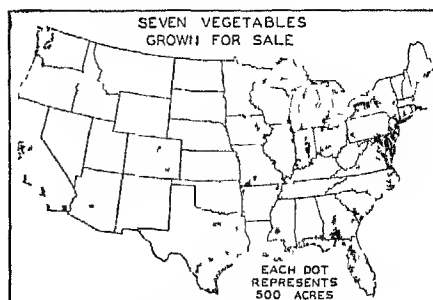 SEVEN VEGETABLES
GROWN FOR SALE
EACH DOT
REPRESENTS
500 ACRES